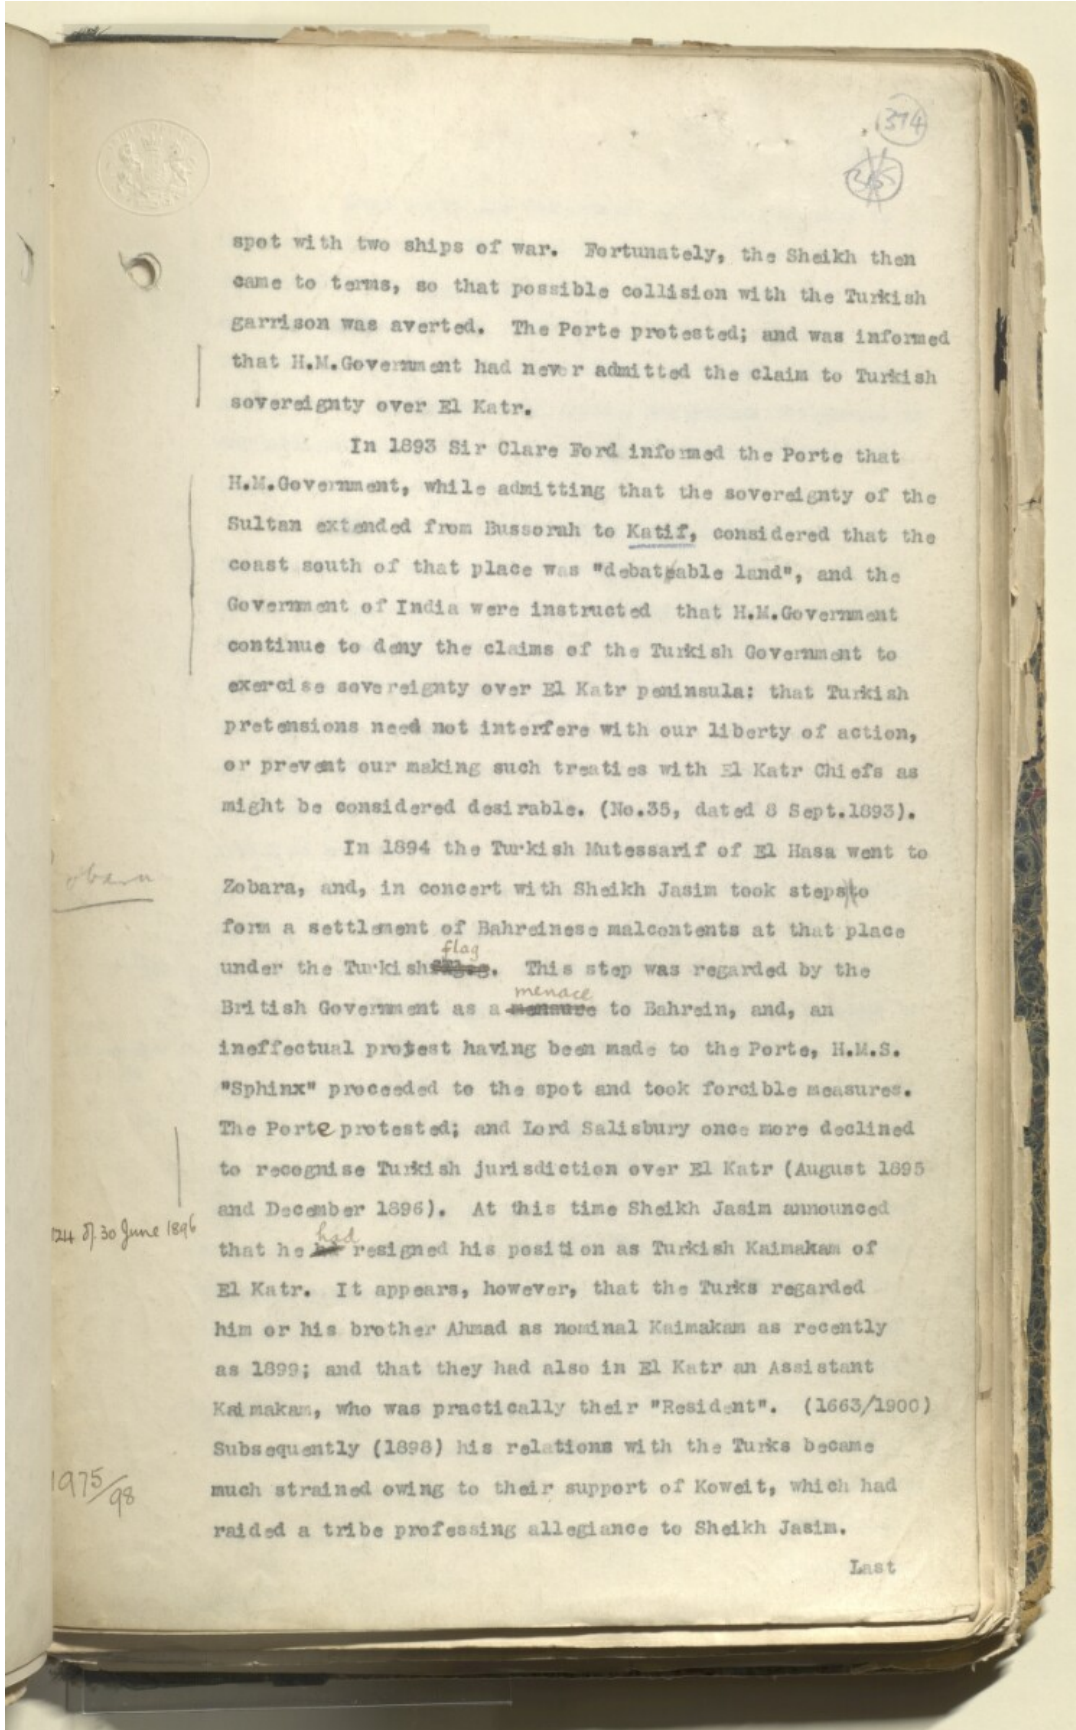 314
spot with two ships of war. Fortunately, the Sheikh then
came to terms, so that possible collision with the Turkish
garrison was averted. The Porte protested; and was informed
that H.M.Government had never admitted the claim to Turkish
sovereignty over El Katr.
In 1893 Sir Clare Ford informed the Porte that
H.M.Government, while admitting that the sovereignty of the
Sultan extended from Bussorah to Katif, considered that the
coast south of that place was "debatable land", and the
Government of India were instructed that H.M.Government
continue to deny the claims of the Turkish Government to
exercise sovereignty over El Katr peninsula: that Turkish
pretensions need not interfere with our liberty of action,
or prevent our making such treaties with El Katr Chiefs as
might be considered desirable. (No.35, dated 8 Sept.1893).
In 1894 the Turkish Mutessarif of El Hasa went to
Zobara, and, in concert with Sheikh Jasim took steps to
form a settlement of Bahreinese malcontents at that place
under the Turkish flag. This step was regarded by the
British Government as a menace to Bahrein, and, an
ineffectual protest having been made to the Porte, H.M.S.
"Sphinx" proceeded to the spot and took forcible measures.
The Porte protested; and Lord Salisbury once more declined
to recognise Turkish jurisdiction over El Katr (August 1895
and December 1896). At this time Sheikh Jasim announced
724 of 30 June 1896
that he had resigned his position as Turkish Kaimakam of
El Katr. It appears, however, that the Turks regarded
him or his brother Ahmad as nominal Kaimakam as recently
as 1899; and that they had also in El Katr an Assistant
Kaimakam, who was practically their "Resident". (1663/1900)
Subsequently (1898) his relations with the Turks became
1975/98
much strained owing to their support of Koweit, which had
raided a tribe professing allegiance to Sheikh Jasim.
Last